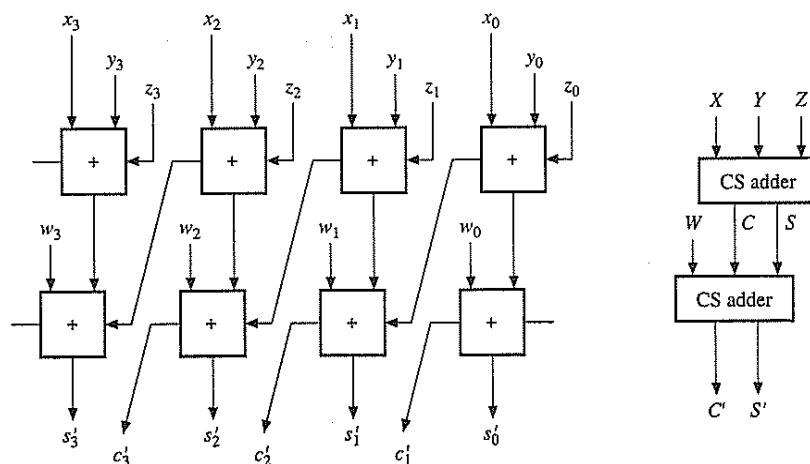 x₃ x₂ x₁ x₀
y₃ y₂ y₁ y₀
z₃ z₂ z₁ z₀
X Y Z
+ + + +
CS adder
w₃ w₂ w₁ w₀
W C S
CS adder
+ + + +
s′₃ s′₂ s′₁ s′₀
c′₃ c′₂ c′₁
C′ S′